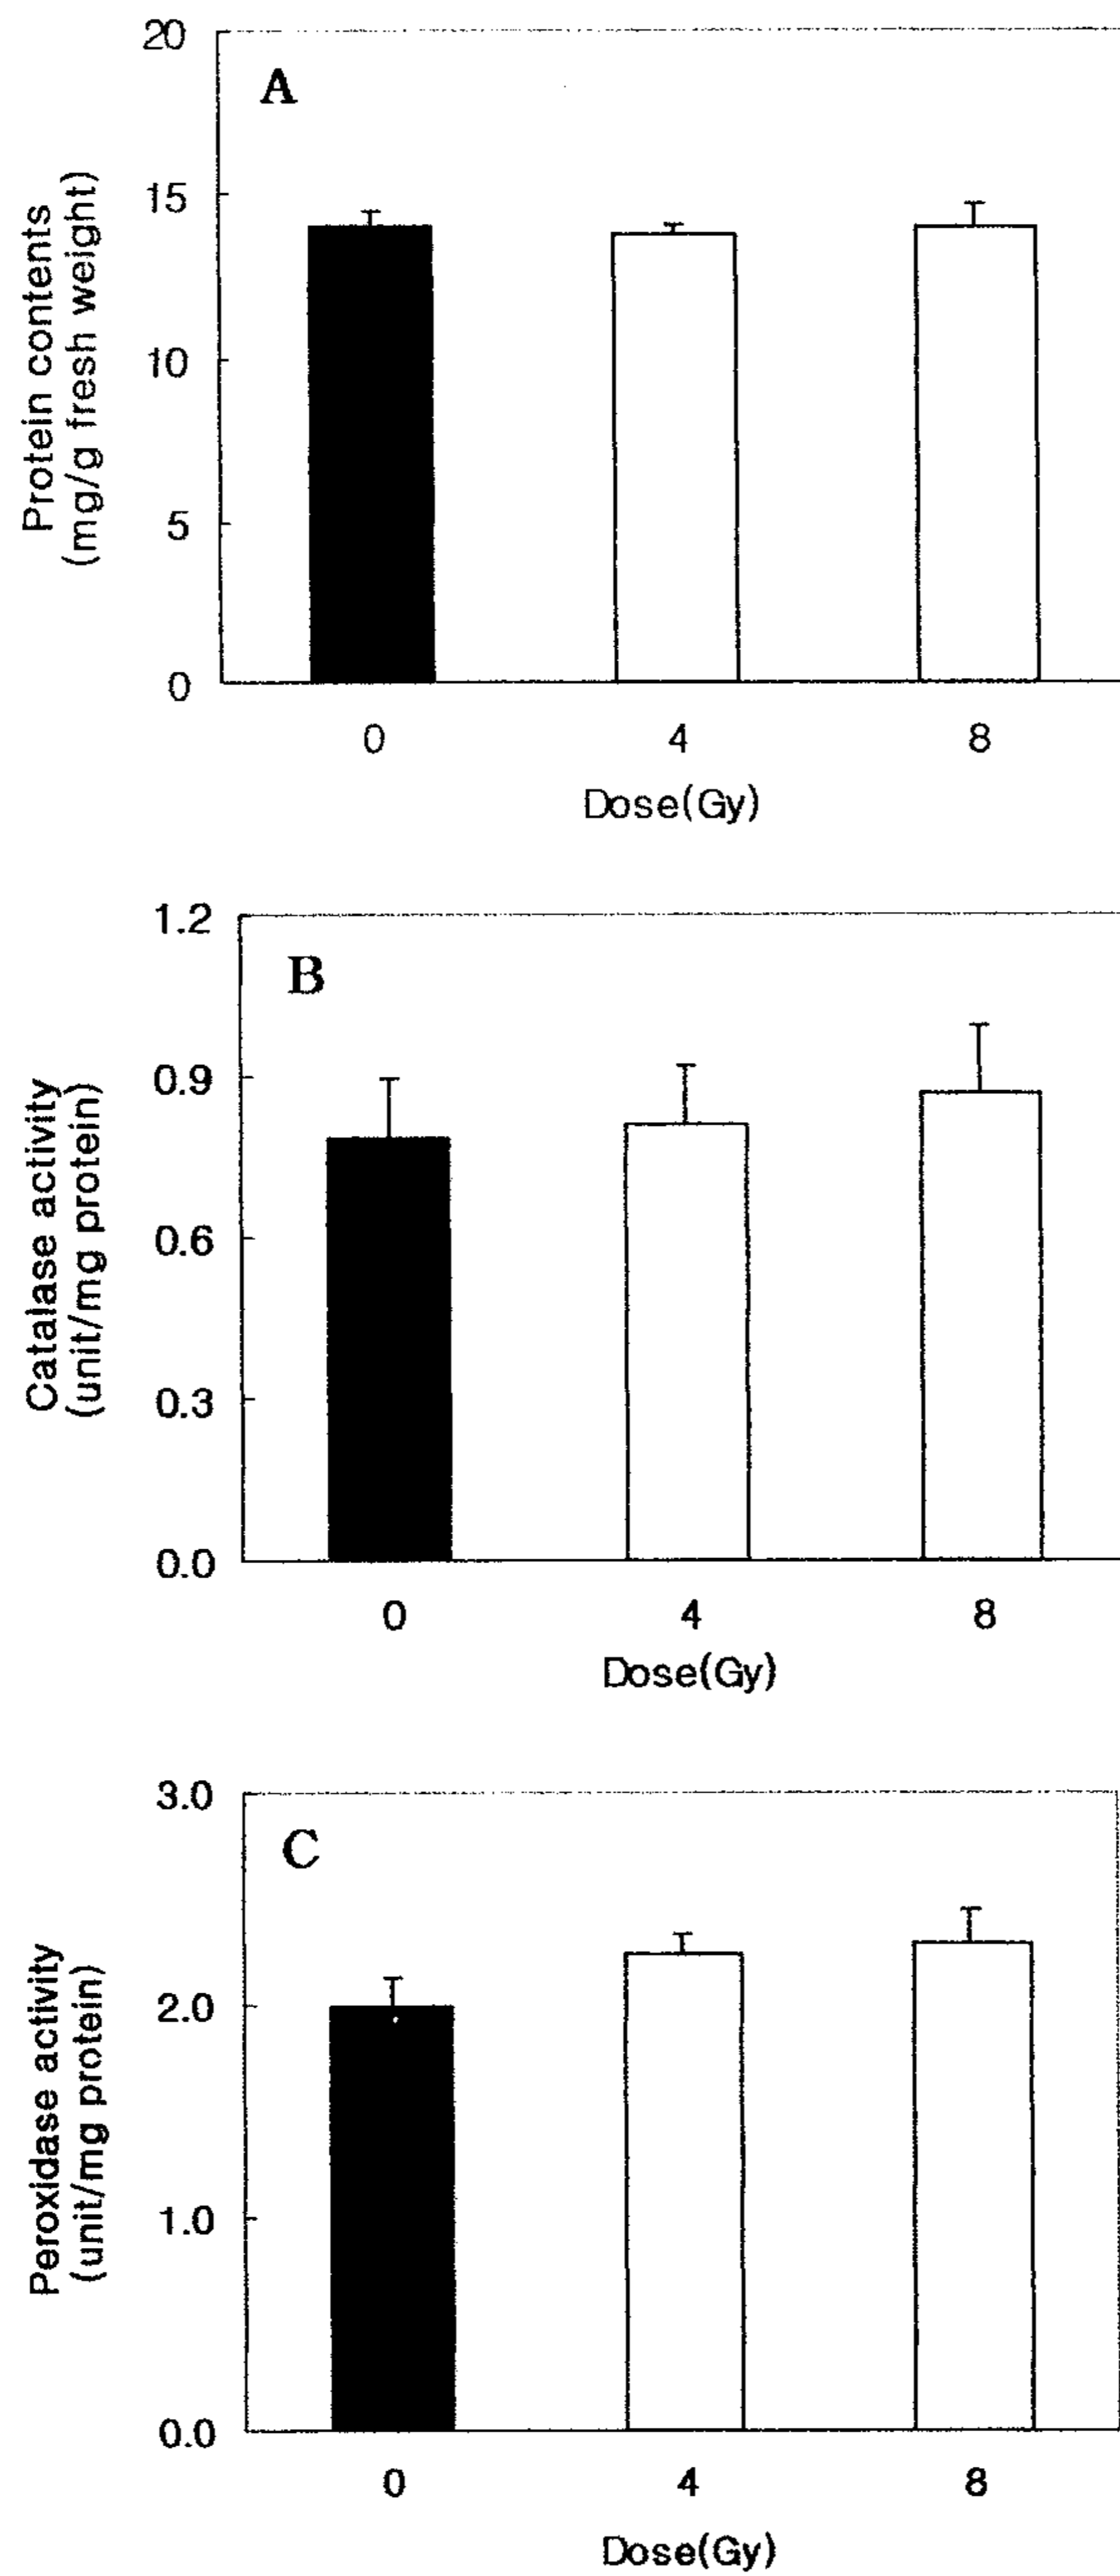 20
A
15
10
5
0
Protein contents
(mg/g fresh weight)
0 4 8
Dose(Gy)
1.2
B
0.9
0.6
0.3
0.0
Catalase activity
(unit/mg protein)
0 4 8
Dose(Gy)
3.0
C
2.0
1.0
0.0
Peroxidase activity
(unit/mg protein)
0 4 8
Dose(Gy)